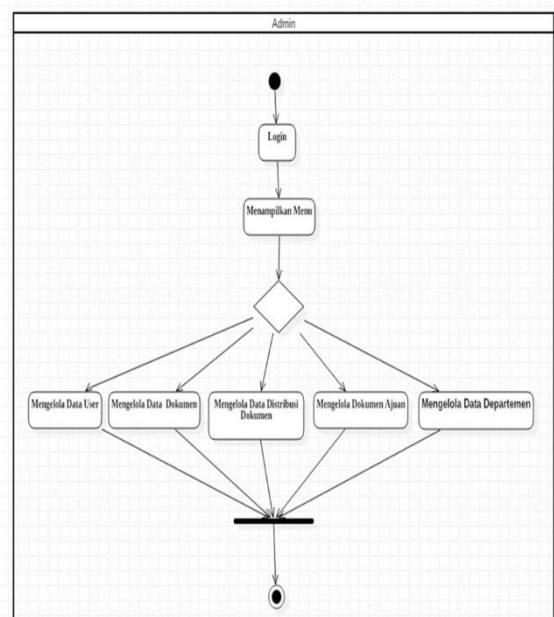 Admin
Login
Menampilkan Menu
Mengelola Data User
Mengelola Data Dokumen
Mengelola Data Distribusi
Dokumen
Mengelola Dokumen Ajuan
Mengelola Data Departemen